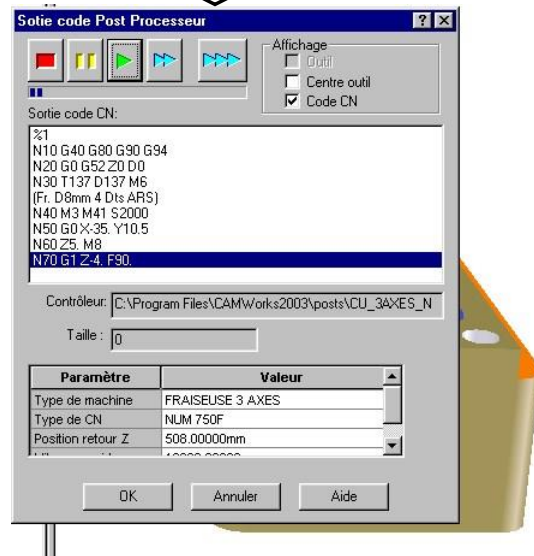 Sotie code Post Processeur
Affichage
Outil
Centre outil
Code CN
Sortie code CN:
%1
N10 G40 G80 G90 G94
N20 G0 G52 Z0 D0
N30 T137 D137 M6
(Fr. D8mm 4 Dts ARS)
N40 M3 M41 S2000
N50 G0 X-35. Y10.5
N60 Z5. M8
N70 G1 Z-4. F90.
Contrôleur: C:\Program Files\CAMWorks2003\posts\CU_3AXES_N
Taille : 0
Paramètre Valeur
Type de machine FRAISEUSE 3 AXES
Type de CN NUM 750F
Position retour Z 508.00000mm
OK Annuler Aide